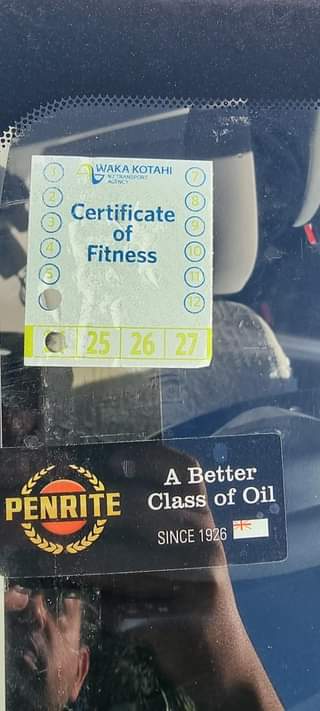 WAKA KOTAHI
NZ TRANSPORT
AGENCY
Certificate
of
Fitness
1
2
3
4
5
7
8
9
10
11
12
25 26 27
PENRITE
A Better
Class of Oil
SINCE 1926